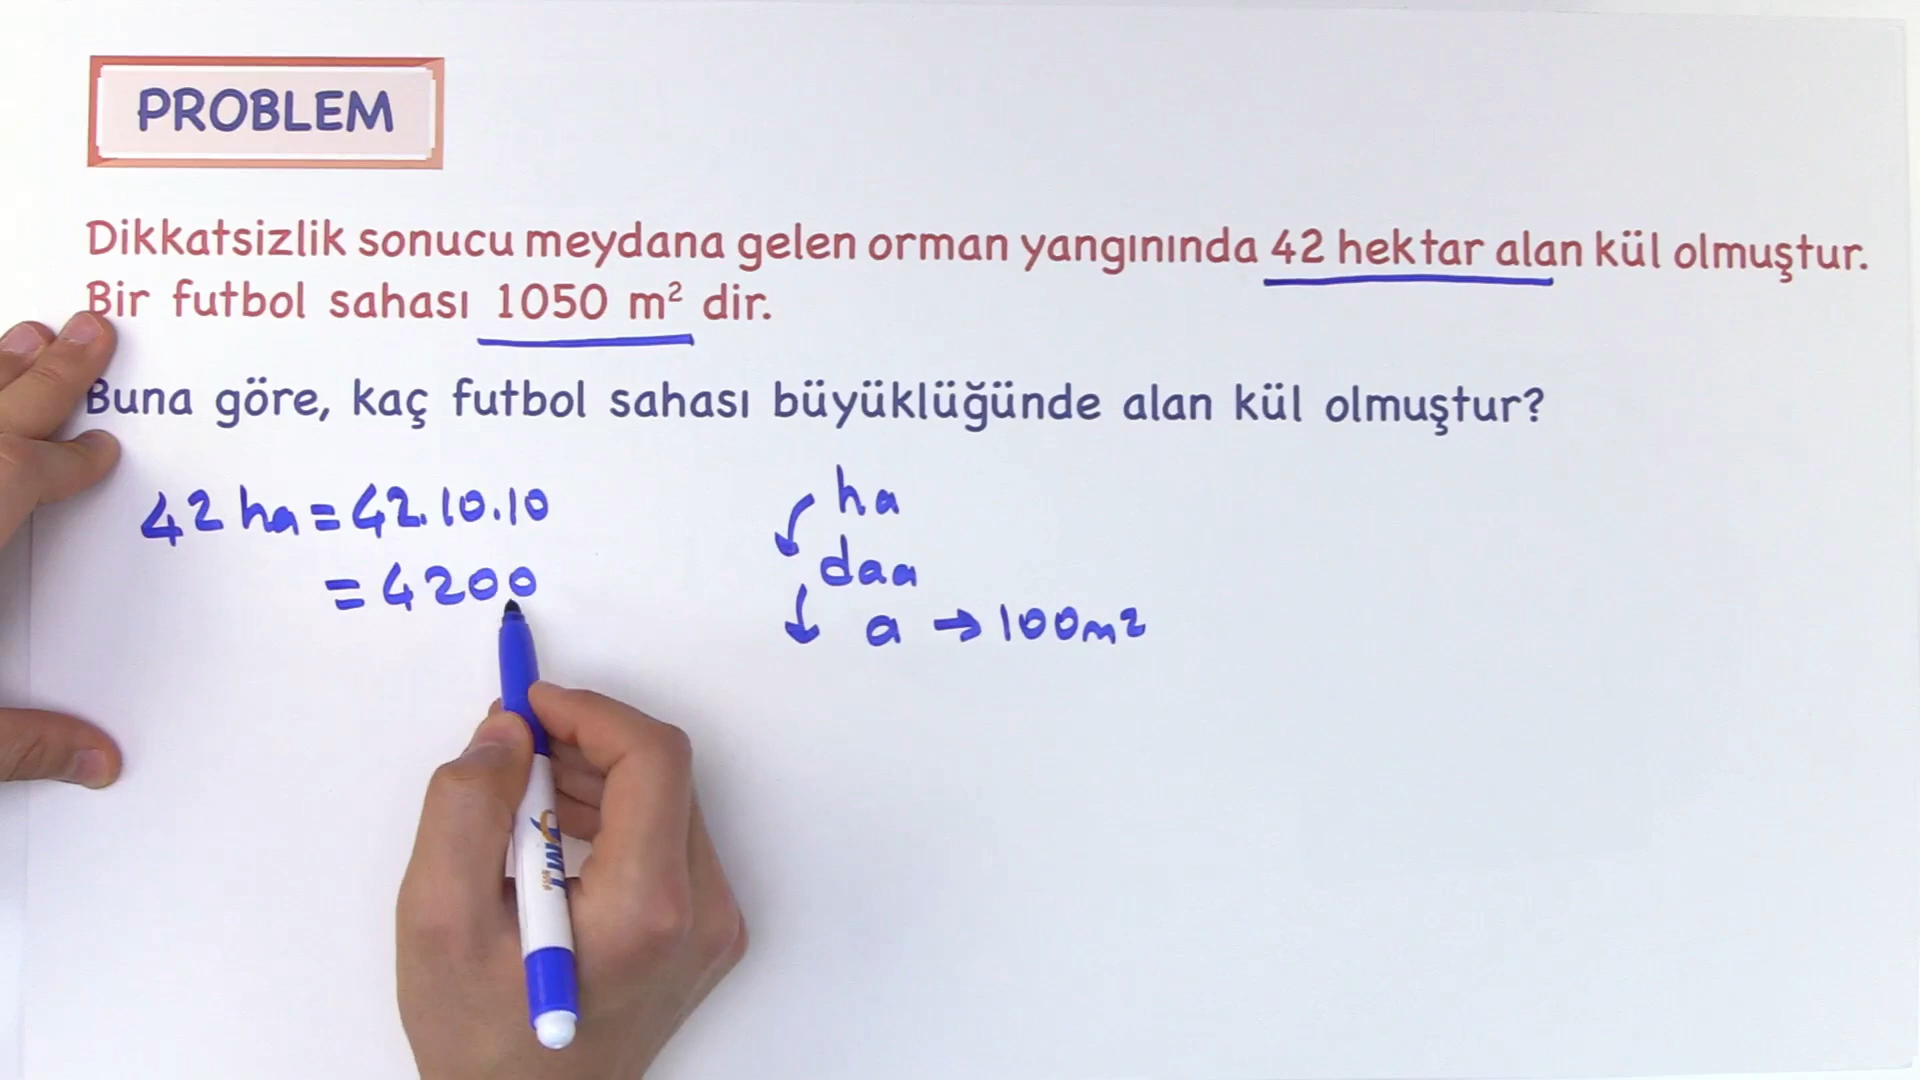 PROBLEM
Dikkatsizlik sonucu meydana gelen orman yangınında 42 hektar alan kül olmuştur.
Bir futbol sahası 1050 m² dir.
Buna göre, kaç futbol sahası büyüklüğünde alan kül olmuştur?
42 ha = 42.10.10
= 4200
ha
daa
a → 100m2